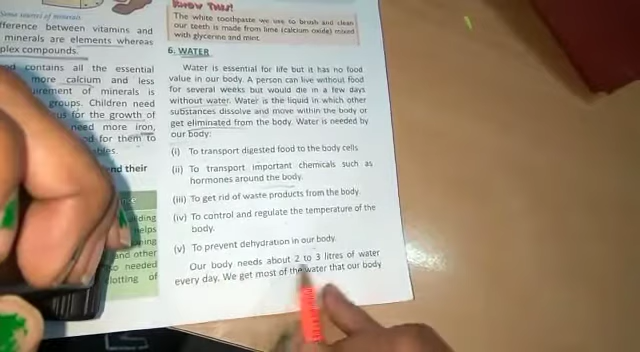 Some sources of minerals
fference between vitamins and
minerals are elements whereas
plex compounds.
contains all the essential
more calcium and less
uirement of minerals is
groups. Children need
us for the growth of
need more iron,
od for them to
bles.
nd their
ilding
helps
ining
and other
so needed
lotting of
KNOW THIS!
The white toothpaste we use to brush and clean
our teeth is made from lime (calcium oxide) mixed
with glycerine and mint.
6. WATER
Water is essential for life but it has no food
value in our body. A person can live without food
for several weeks but would die in a few days
without water. Water is the liquid in which other
substances dissolve and move within the body or
get eliminated from the body. Water is needed by
our body:
(i) To transport digested food to the body cells
(ii) To transport important chemicals such as
hormones around the body.
(iii) To get rid of waste products from the body
(iv) To control and regulate the temperature of the
body.
(v) To prevent dehydration in our body.
Our body needs about 2 to 3 litres of water
every day. We get most of the water that our body